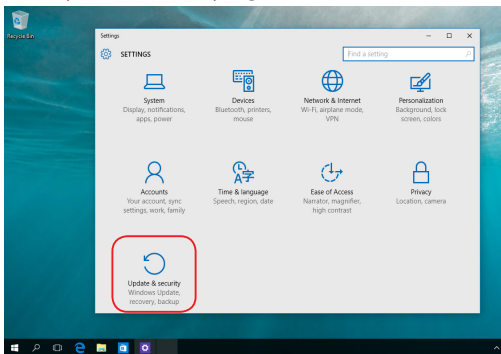 Recycle Bin
Settings
SETTINGS
Find a setting
System
Display, notifications,
apps, power
Devices
Bluetooth, printers,
mouse
Network & Internet
Wi-Fi, airplane mode,
VPN
Personalization
Background, lock
screen, colors
Accounts
Your account, sync
settings, work, family
Time & language
Speech, region, date
Ease of Access
Narrator, magnifier,
high contrast
Privacy
Location, camera
Update & security
Windows Update,
recovery, backup